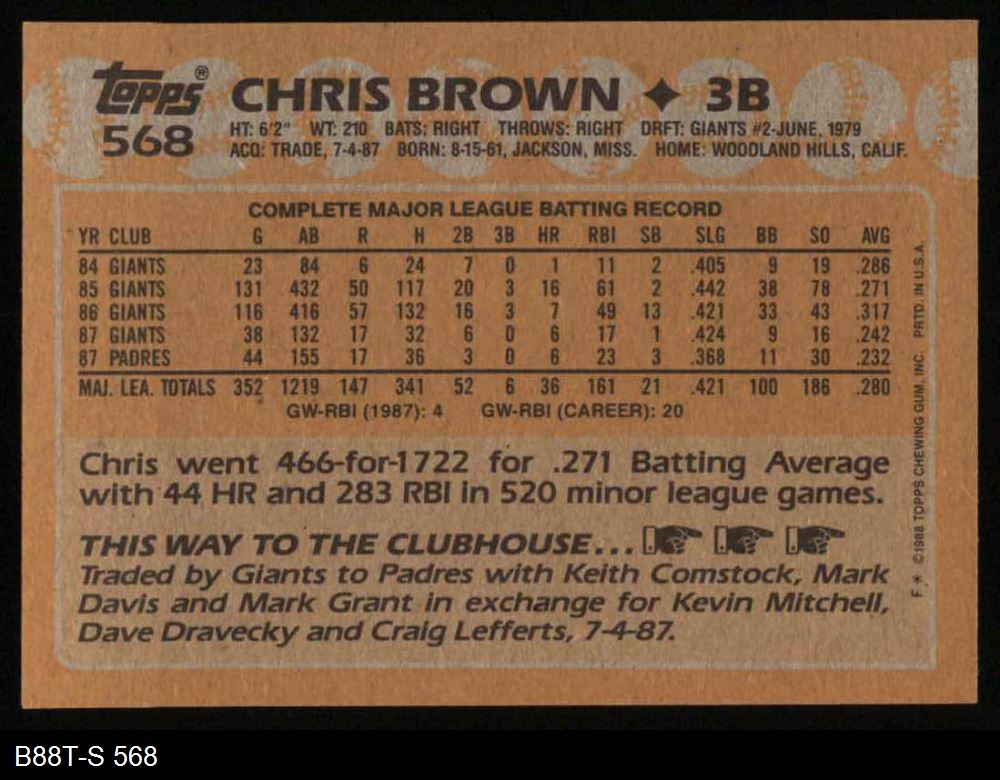 topps® CHRIS BROWN ✦ 3B
568 HT: 6'2" WT: 210 BATS: RIGHT THROWS: RIGHT DRFT: GIANTS #2-JUNE, 1979
ACQ: TRADE, 7-4-87 BORN: 8-15-61, JACKSON, MISS. HOME: WOODLAND HILLS, CALIF.
COMPLETE MAJOR LEAGUE BATTING RECORD
YR CLUB G AB R H 2B 3B HR RBI SB SLG BB SO AVG
84 GIANTS 23 84 6 24 7 0 1 11 2 .405 9 19 .286
85 GIANTS 131 432 50 117 20 3 16 61 2 .442 38 78 .271
86 GIANTS 116 416 57 132 16 3 7 49 13 .421 33 43 .317
87 GIANTS 38 132 17 32 6 0 6 17 1 .424 9 16 .242
87 PADRES 44 155 17 36 3 0 6 23 3 .368 11 30 .232
MAJ. LEA. TOTALS 352 1219 147 341 52 6 36 161 21 .421 100 186 .280
GW-RBI (1987): 4 GW-RBI (CAREER): 20
Chris went 466-for-1722 for .271 Batting Average
with 44 HR and 283 RBI in 520 minor league games.
THIS WAY TO THE CLUBHOUSE...
Traded by Giants to Padres with Keith Comstock, Mark
Davis and Mark Grant in exchange for Kevin Mitchell,
Dave Dravecky and Craig Lefferts, 7-4-87.
F * ©1988 TOPPS CHEWING GUM, INC. PRTD. IN U.S.A.
B88T-S 568